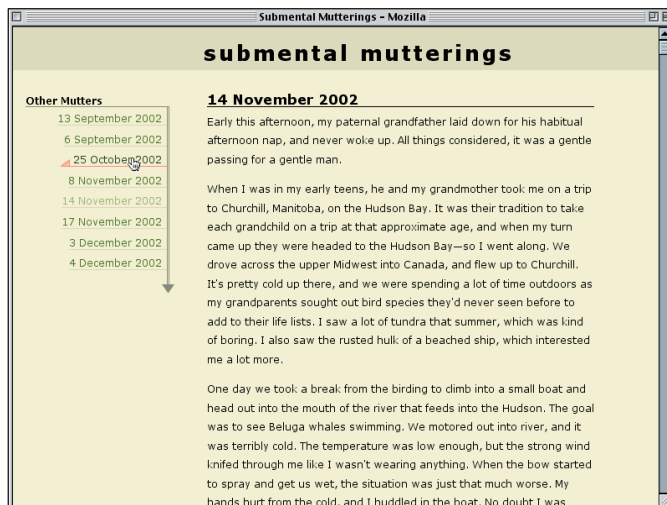 Submental Mutterings - Mozilla
submental mutterings
Other Mutters
13 September 2002
6 September 2002
25 October 2002
8 November 2002
14 November 2002
17 November 2002
3 December 2002
4 December 2002
14 November 2002
Early this afternoon, my paternal grandfather laid down for his habitual
afternoon nap, and never woke up. All things considered, it was a gentle
passing for a gentle man.
When I was in my early teens, he and my grandmother took me on a trip
to Churchill, Manitoba, on the Hudson Bay. It was their tradition to take
each grandchild on a trip at that approximate age, and when my turn
came up they were headed to the Hudson Bay—so I went along. We
drove across the upper Midwest into Canada, and flew up to Churchill.
It's pretty cold up there, and we were spending a lot of time outdoors as
my grandparents sought out bird species they'd never seen before to
add to their life lists. I saw a lot of tundra that summer, which was kind
of boring. I also saw the rusted hulk of a beached ship, which interested
me a lot more.
One day we took a break from the birding to climb into a small boat and
head out into the mouth of the river that feeds into the Hudson. The goal
was to see Beluga whales swimming. We motored out into river, and it
was terribly cold. The temperature was low enough, but the strong wind
knifed through me like I wasn't wearing anything. When the bow started
to spray and get us wet, the situation was just that much worse. My
hands hurt from the cold, and I huddled in the boat. No doubt I was